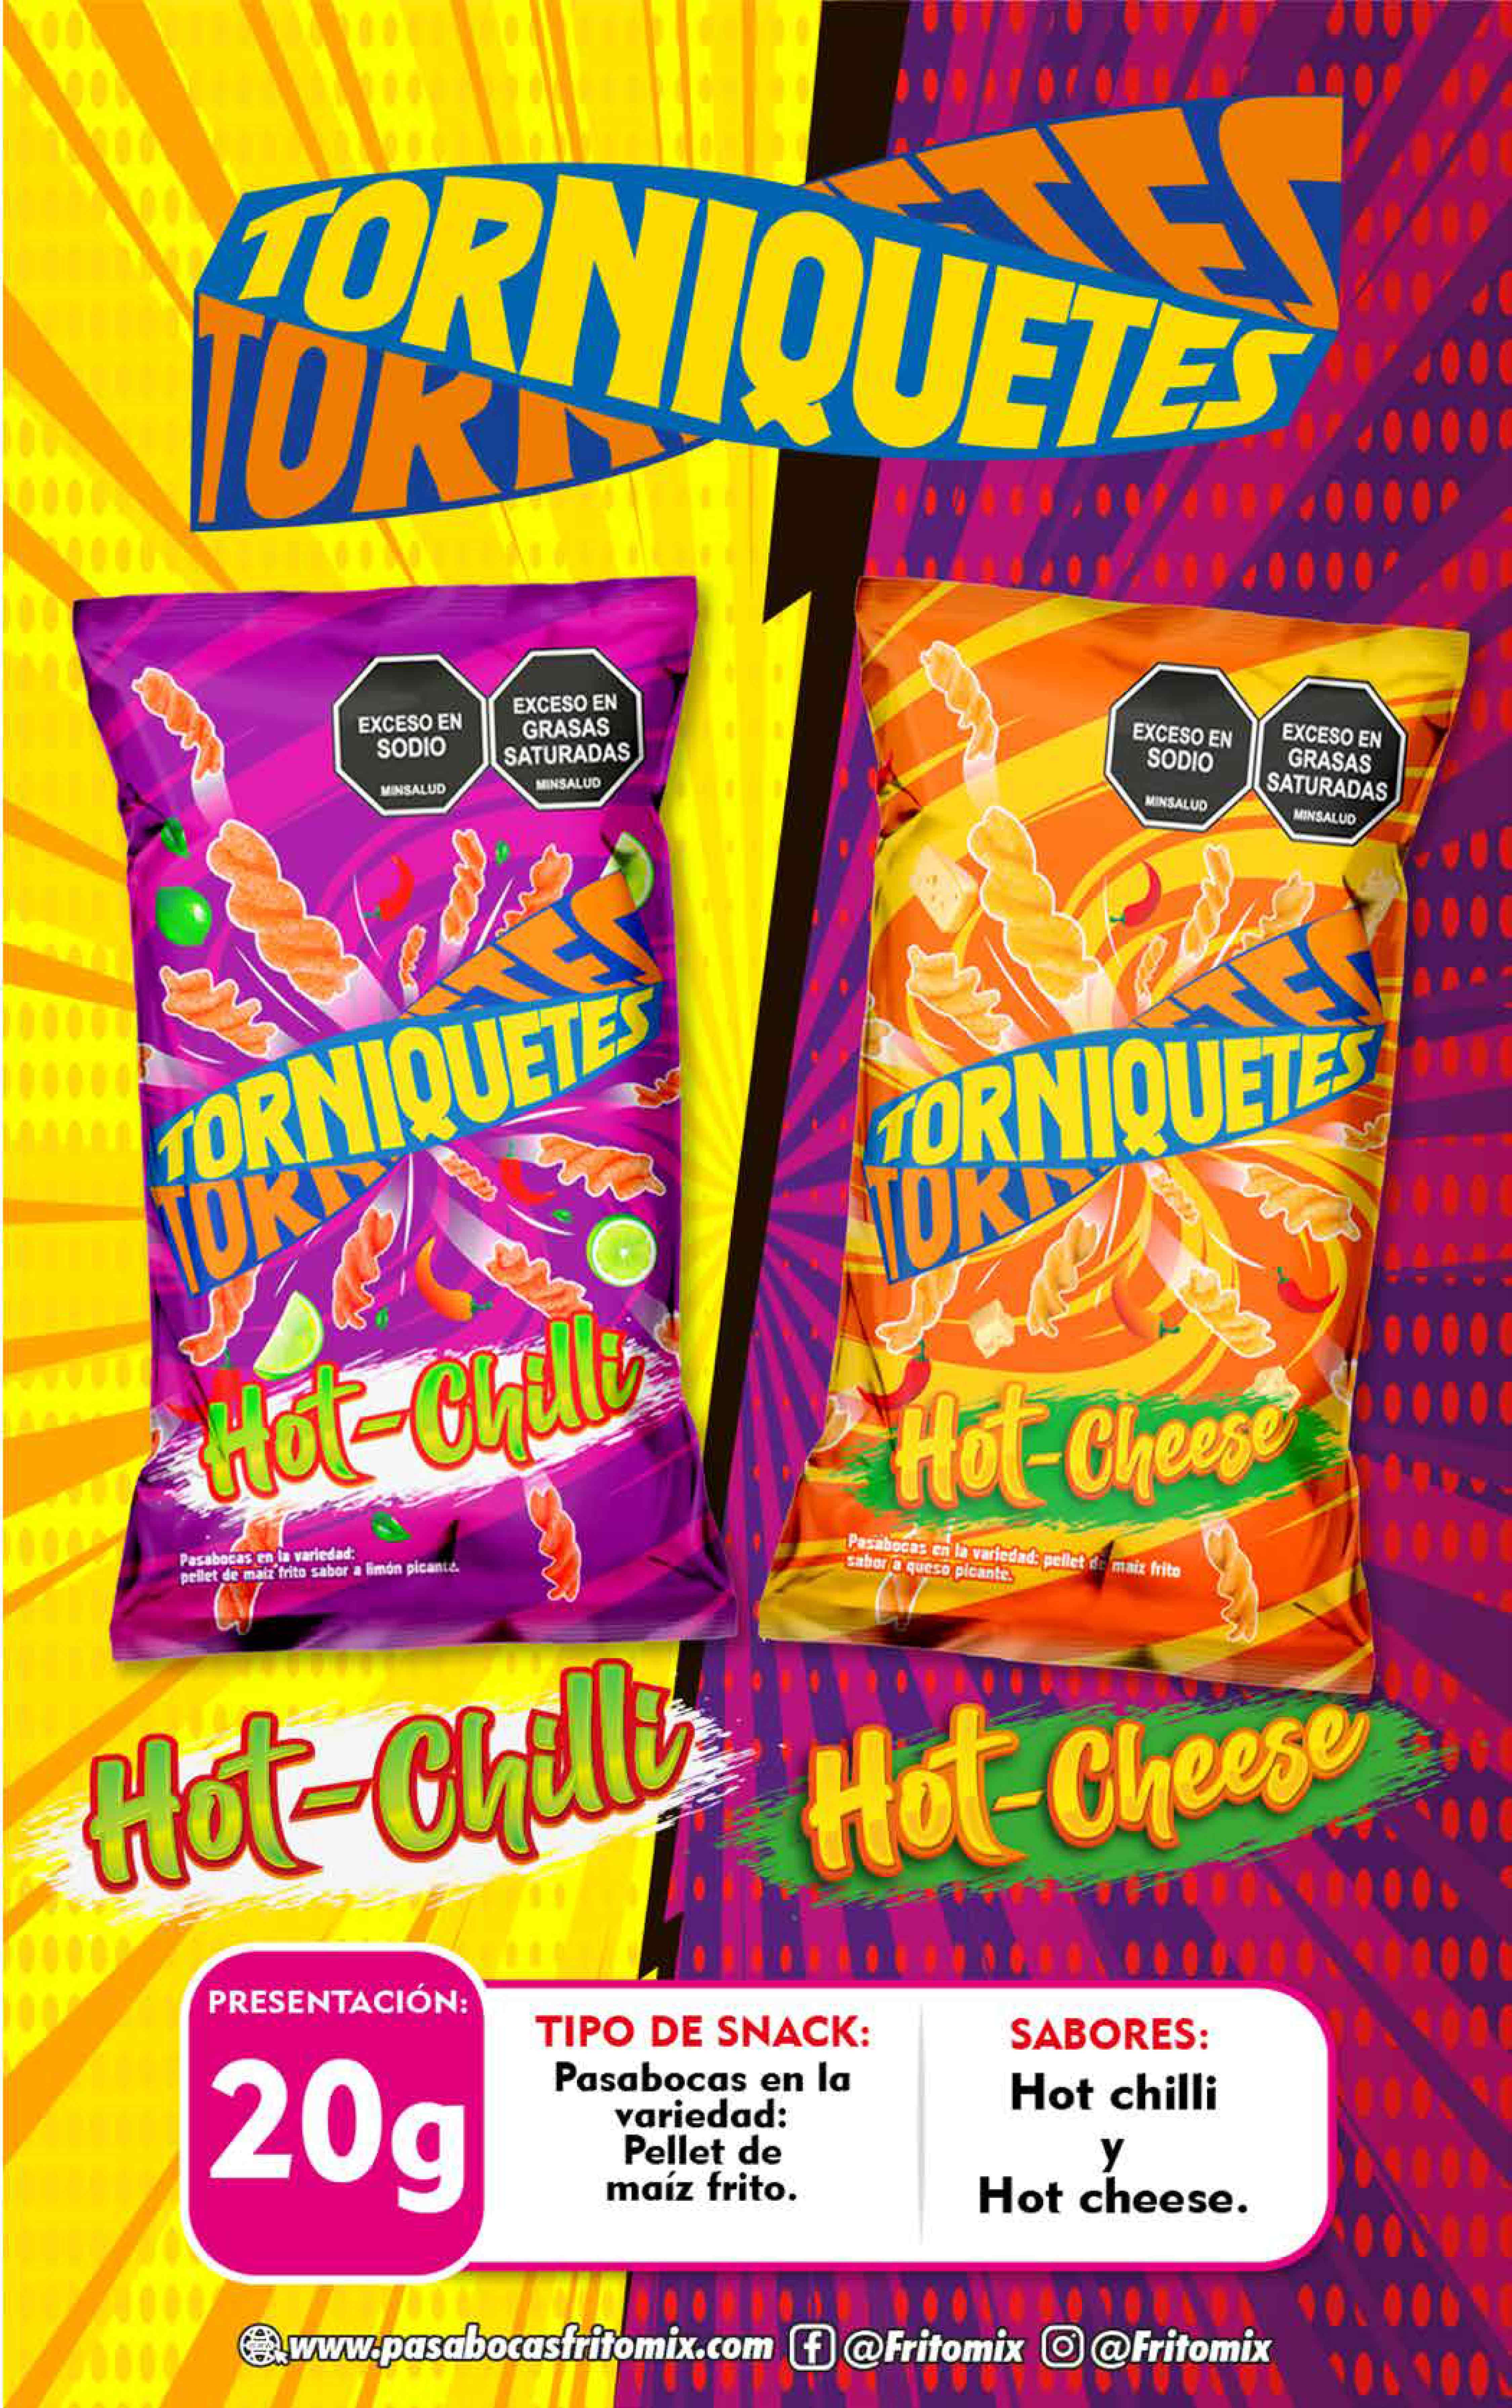 TORNIQUETES
EXCESO EN
SODIO
MINSALUD
EXCESO EN
GRASAS
SATURADAS
MINSALUD
TORNIQUETES
Hot-Chilli
Pasabocas en la variedad:
pellet de maíz frito sabor a limón picante.
EXCESO EN
SODIO
MINSALUD
EXCESO EN
GRASAS
SATURADAS
MINSALUD
TORNIQUETES
Hot-Cheese
Pasabocas en la variedad: pellet de maíz frito
sabor a queso picante.
Hot-Chilli
Hot-Cheese
PRESENTACIÓN:
20g
TIPO DE SNACK:
Pasabocas en la
variedad:
Pellet de
maíz frito.
SABORES:
Hot chilli
y
Hot cheese.
www.pasabocasfritomix.com @Fritomix @Fritomix